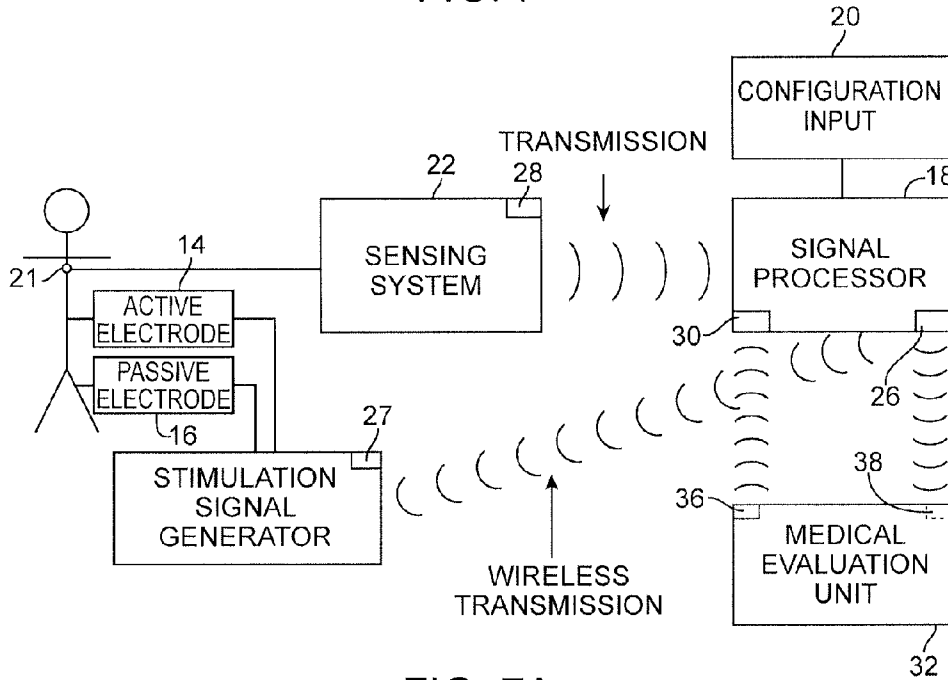 20
CONFIGURATION
INPUT
TRANSMISSION
18
22
28
SENSING
SYSTEM
SIGNAL
PROCESSOR
21
14
ACTIVE
ELECTRODE
30
PASSIVE
ELECTRODE
26
16
27
STIMULATION
SIGNAL
GENERATOR
36
38
MEDICAL
EVALUATION
UNIT
WIRELESS
TRANSMISSION
32